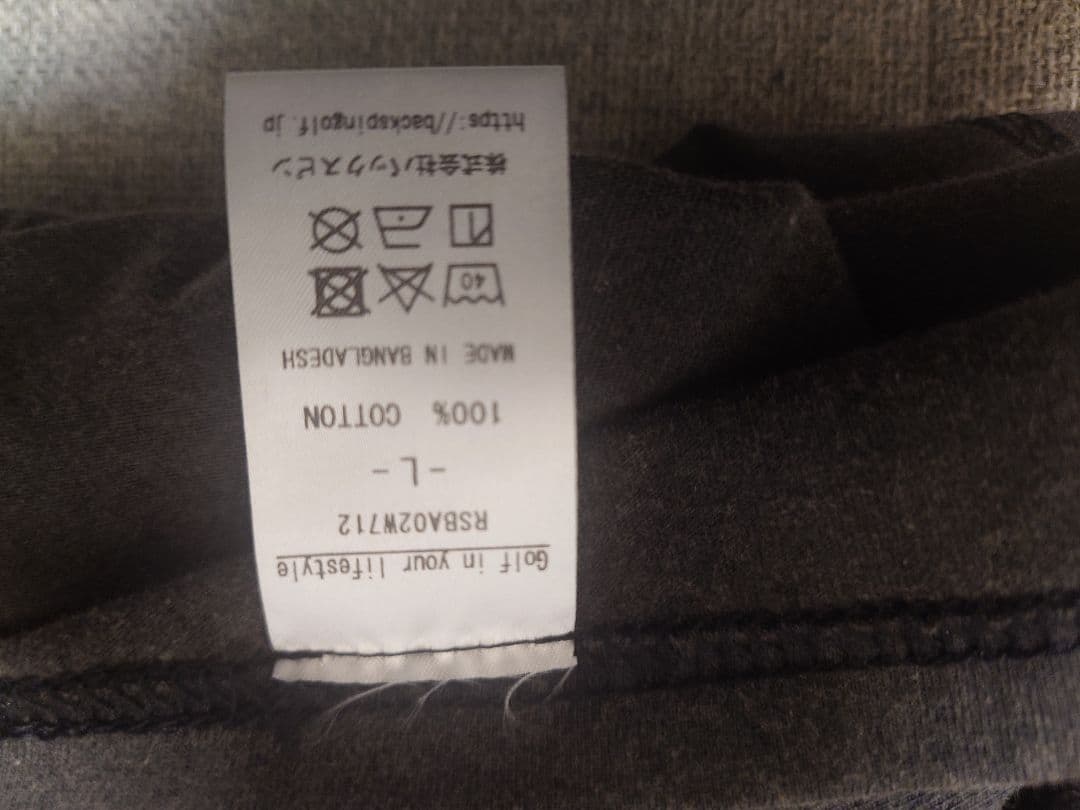 Golf in your lifestyle
RSBA02W712
-L-
100% COTTON
MADE IN BANGLADESH
40
株式会社バックスピン
https://backspingolf.jp